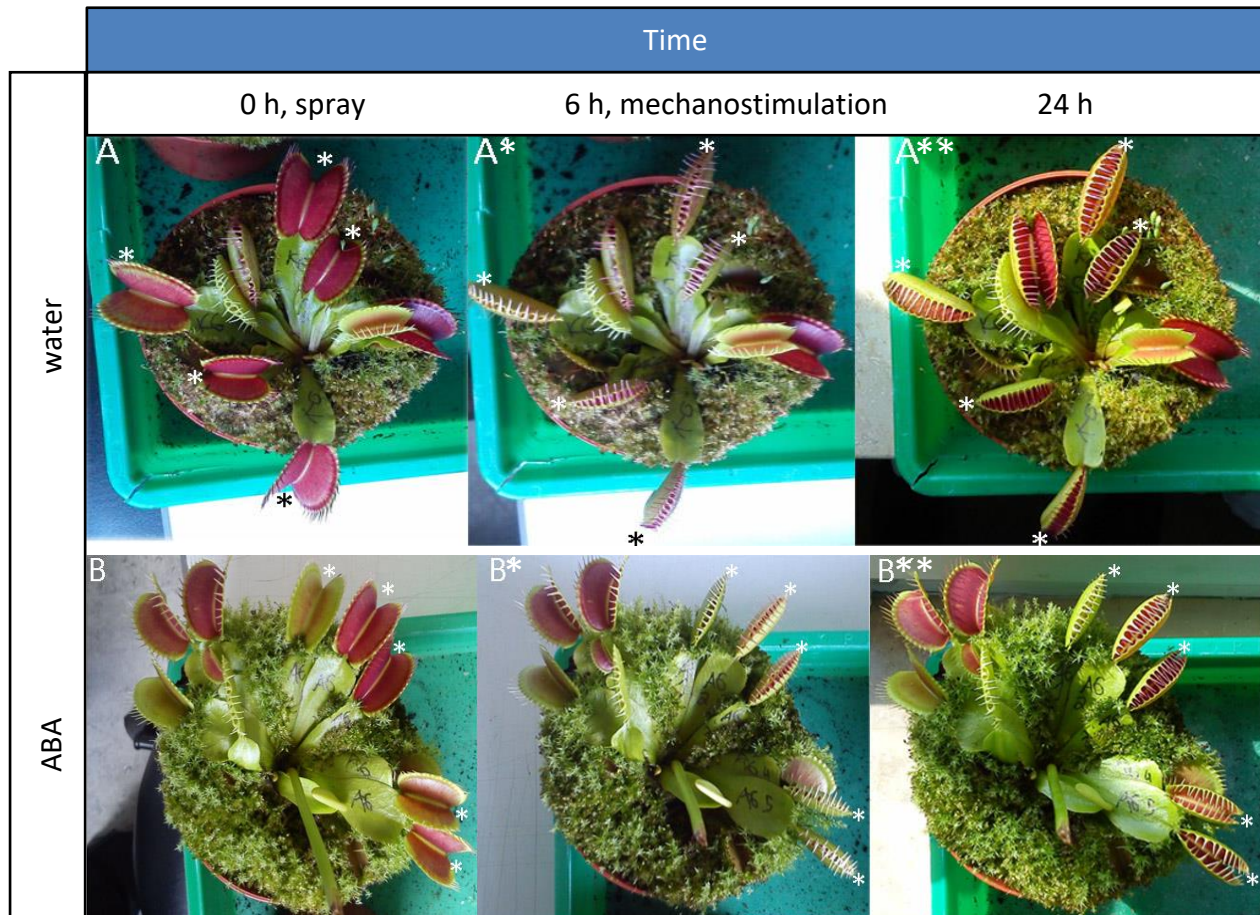 Time
0 h, spray 6 h, mechanostimulation 24 h
water
A A* A**
ABA
B B* B**